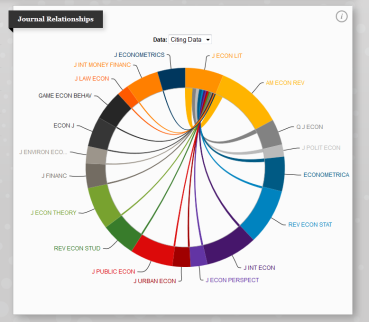 Journal Relationships
i
Data: Citing Data
J ECONOMETRICS
J ECON LIT
J INT MONEY FINANC
AM ECON REV
J LAW ECON
GAME ECON BEHAV
ECON J
Q J ECON
J POLIT ECON
J ENVIRON ECO...
J FINANC
ECONOMETRICA
J ECON THEORY
REV ECON STAT
REV ECON STUD
J INT ECON
J PUBLIC ECON
J ECON PERSPECT
J URBAN ECON